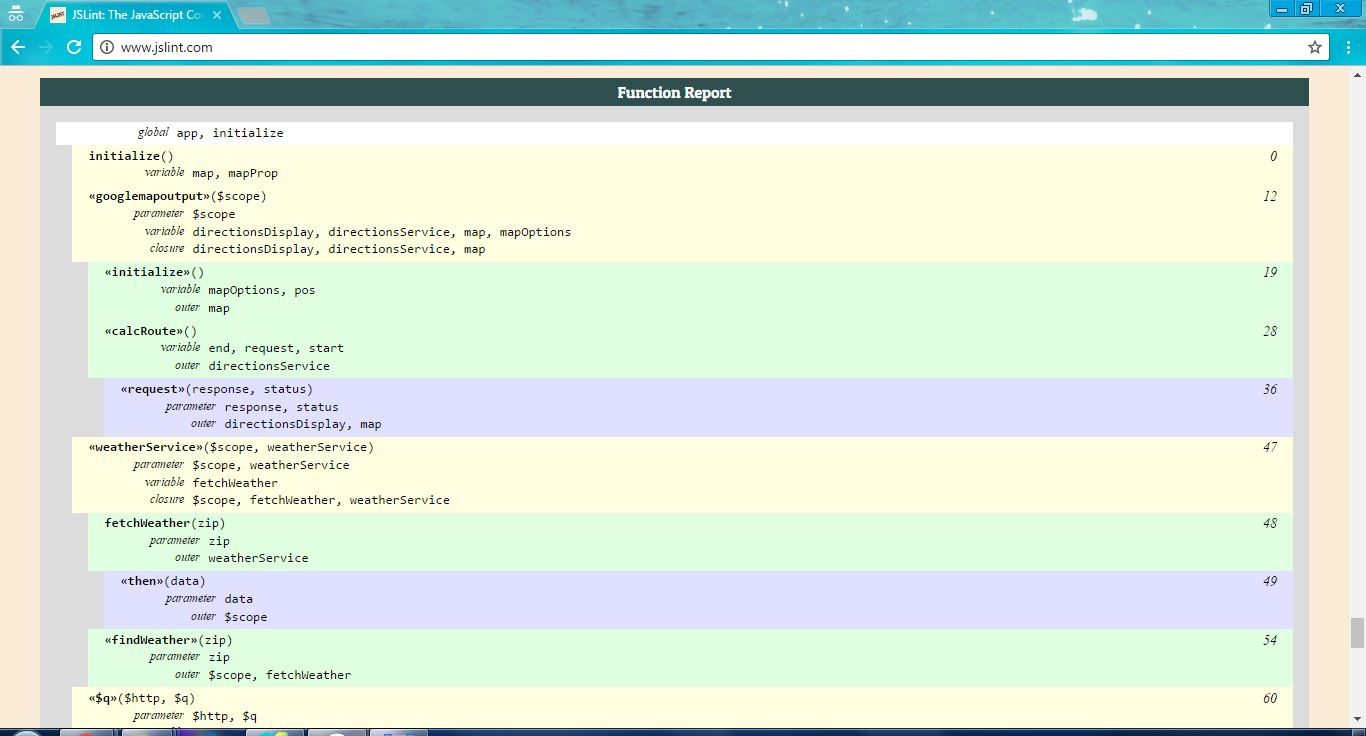 JSLint: The JavaScript Co
www.jslint.com
Function Report
global app, initialize
initialize() 0
variable map, mapProp
«googlemapoutput»($scope) 12
parameter $scope
variable directionsDisplay, directionsService, map, mapOptions
closure directionsDisplay, directionsService, map
«initialize»() 19
variable mapOptions, pos
outer map
«calcRoute»() 28
variable end, request, start
outer directionsService
«request»(response, status) 36
parameter response, status
outer directionsDisplay, map
«weatherService»($scope, weatherService) 47
parameter $scope, weatherService
variable fetchWeather
closure $scope, fetchWeather, weatherService
fetchWeather(zip) 48
parameter zip
outer weatherService
«then»(data) 49
parameter data
outer $scope
«findWeather»(zip) 54
parameter zip
outer $scope, fetchWeather
«$q»($http, $q) 60
parameter $http, $q